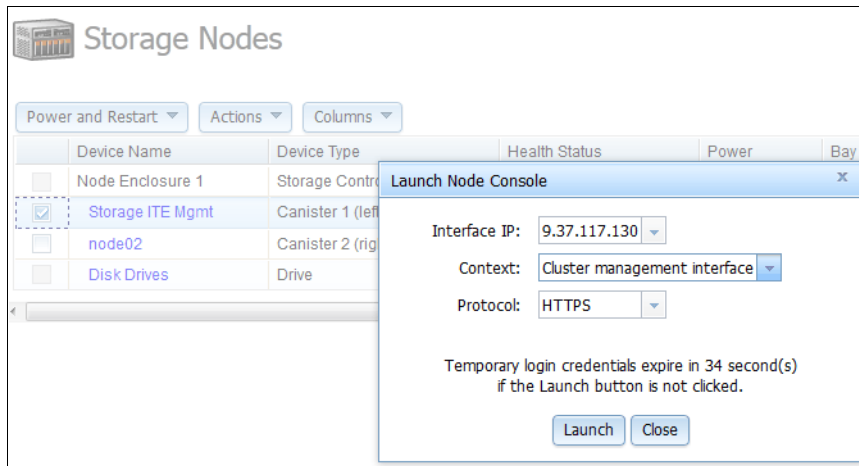 Storage Nodes
Power and Restart Actions Columns
Device Name Device Type Health Status Power Bay
Node Enclosure 1 Storage Contro
Storage ITE Mgmt Canister 1 (left
node02 Canister 2 (rig
Disk Drives Drive
Launch Node Console x
Interface IP: 9.37.117.130
Context: Cluster management interface
Protocol: HTTPS
Temporary login credentials expire in 34 second(s)
if the Launch button is not clicked.
Launch Close